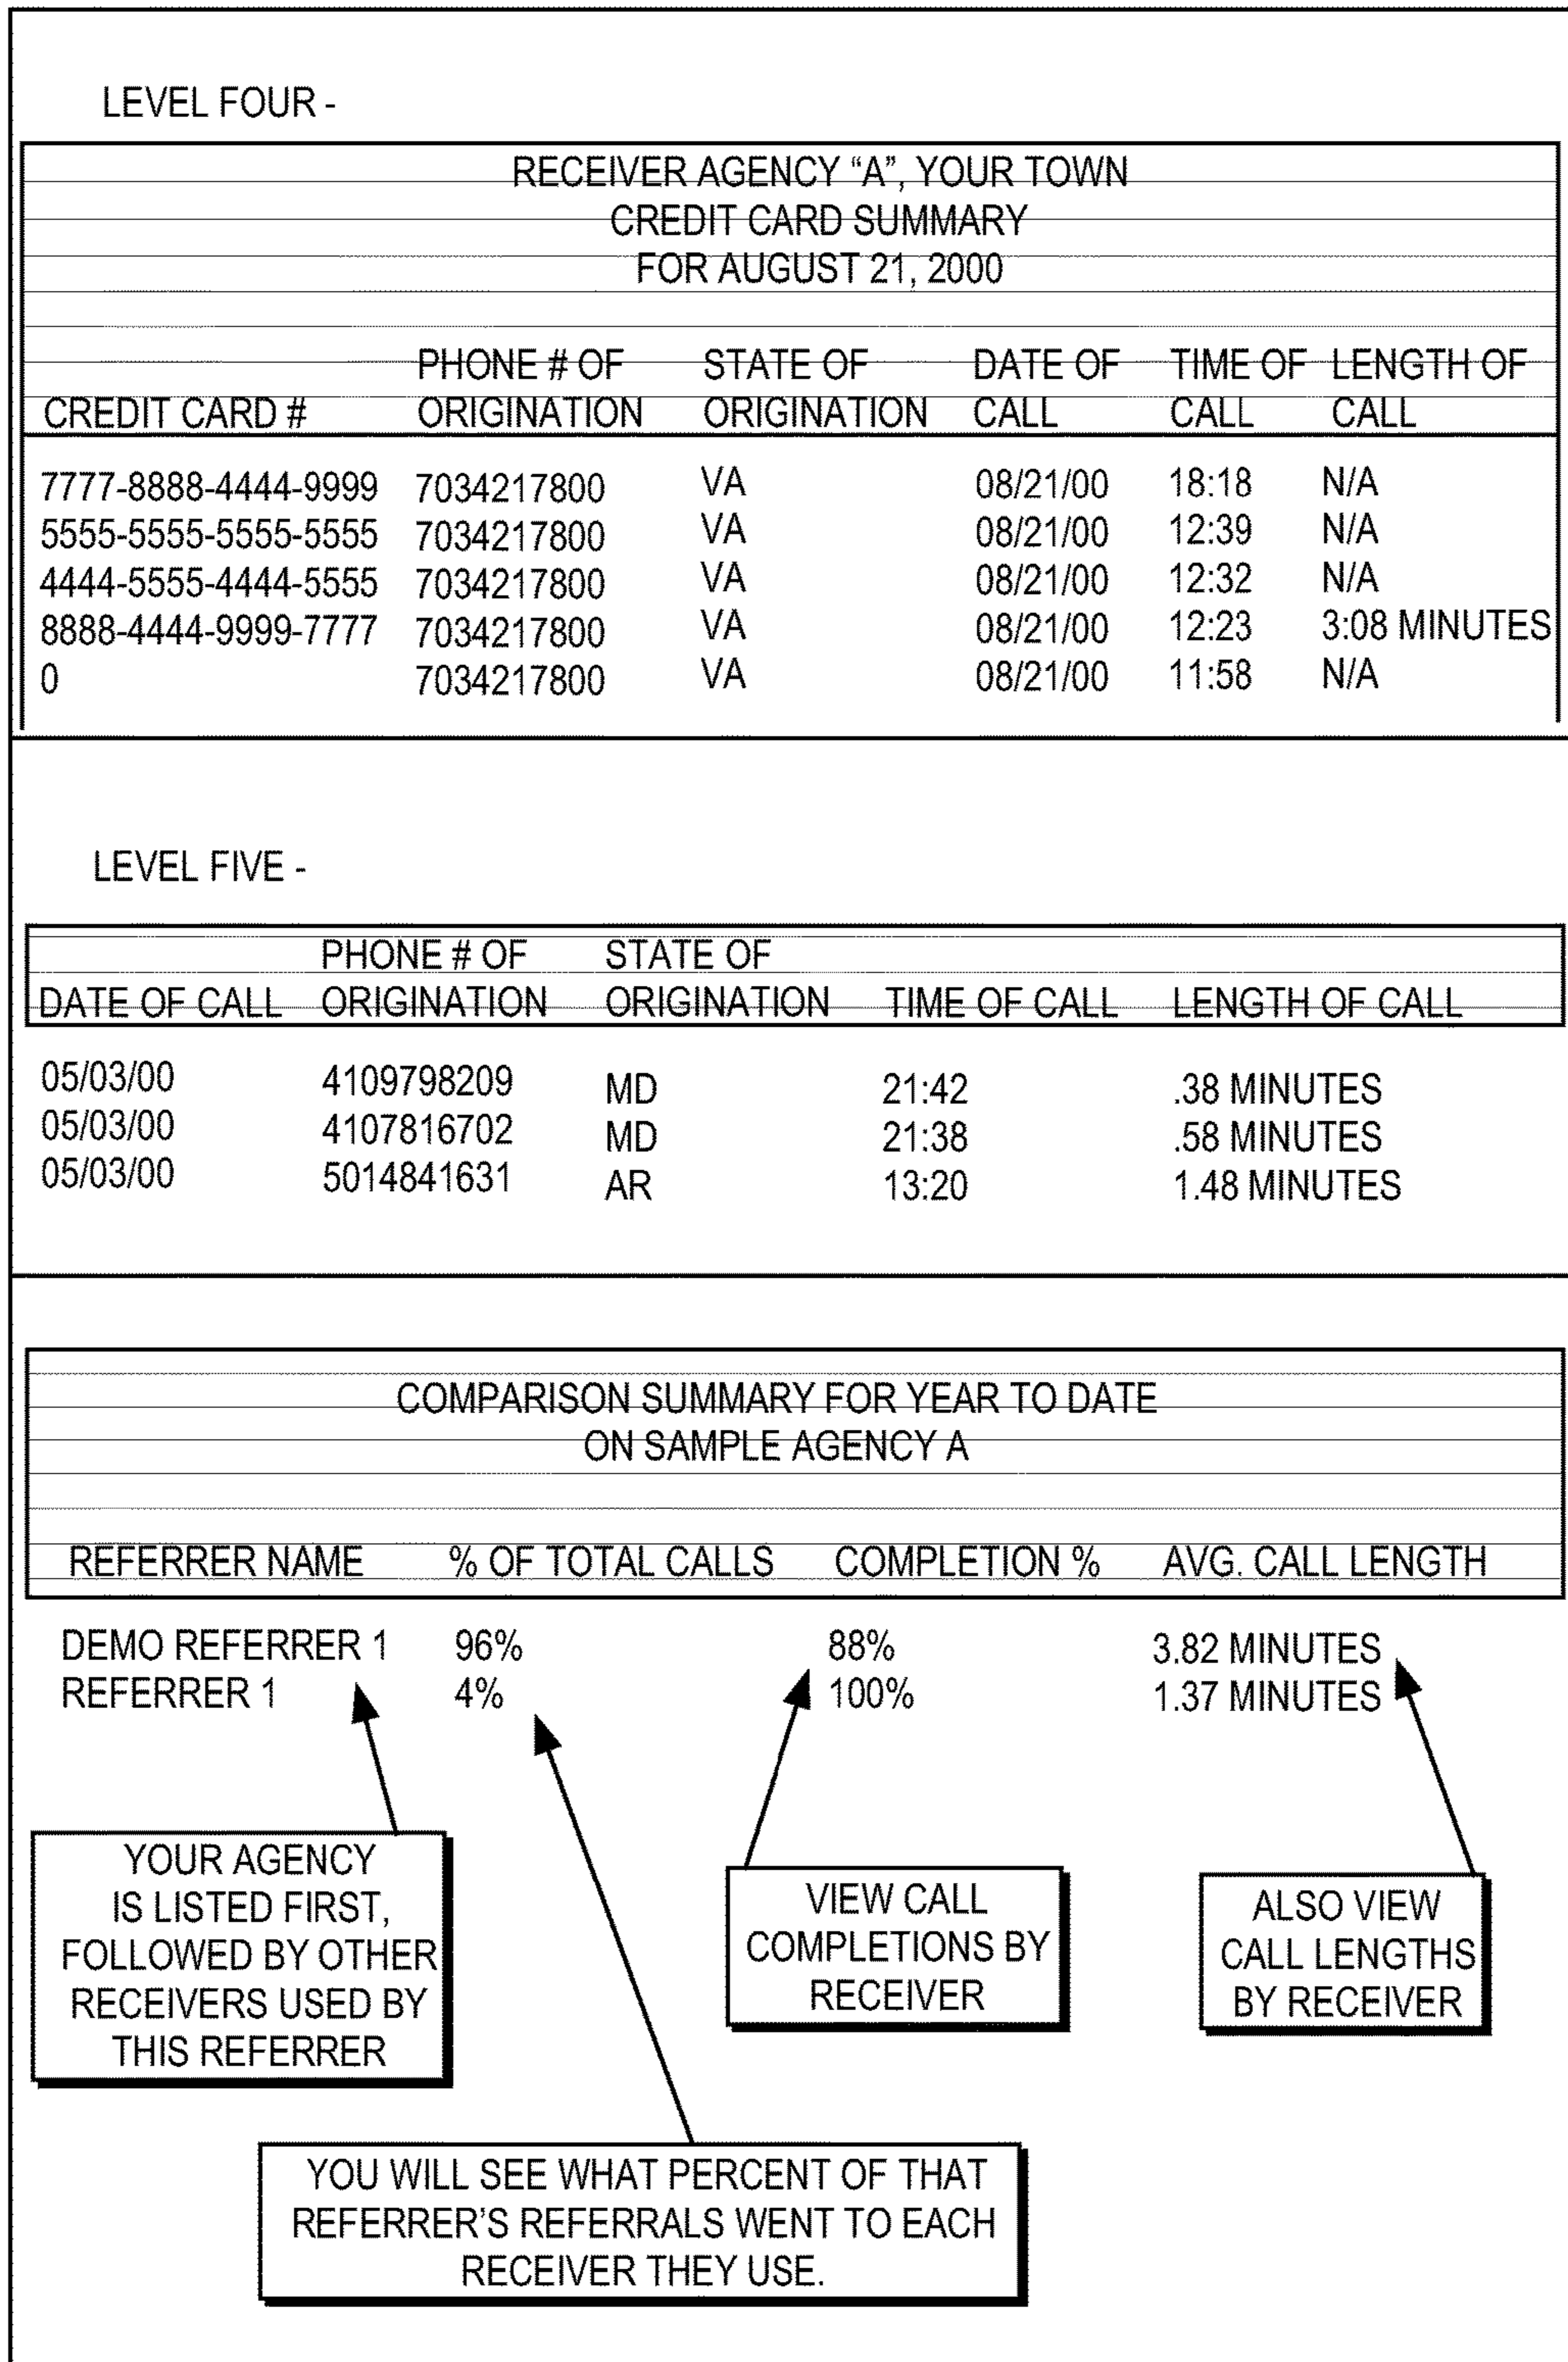 LEVEL FOUR -
RECEIVER AGENCY “A”, YOUR TOWN
CREDIT CARD SUMMARY
FOR AUGUST 21, 2000
PHONE # OF STATE OF DATE OF TIME OF LENGTH OF
CREDIT CARD # ORIGINATION ORIGINATION CALL CALL CALL
7777-8888-4444-9999 7034217800 VA 08/21/00 18:18 N/A
5555-5555-5555-5555 7034217800 VA 08/21/00 12:39 N/A
4444-5555-4444-5555 7034217800 VA 08/21/00 12:32 N/A
8888-4444-9999-7777 7034217800 VA 08/21/00 12:23 3:08 MINUTES
0 7034217800 VA 08/21/00 11:58 N/A
LEVEL FIVE -
PHONE # OF STATE OF
DATE OF CALL ORIGINATION ORIGINATION TIME OF CALL LENGTH OF CALL
05/03/00 4109798209 MD 21:42 .38 MINUTES
05/03/00 4107816702 MD 21:38 .58 MINUTES
05/03/00 5014841631 AR 13:20 1.48 MINUTES
COMPARISON SUMMARY FOR YEAR TO DATE
ON SAMPLE AGENCY A
REFERRER NAME % OF TOTAL CALLS COMPLETION % AVG. CALL LENGTH
DEMO REFERRER 1 96% 88% 3.82 MINUTES
REFERRER 1 4% 100% 1.37 MINUTES
YOUR AGENCY
IS LISTED FIRST,
FOLLOWED BY OTHER
RECEIVERS USED BY
THIS REFERRER
VIEW CALL
COMPLETIONS BY
RECEIVER
ALSO VIEW
CALL LENGTHS
BY RECEIVER
YOU WILL SEE WHAT PERCENT OF THAT
REFERRER’S REFERRALS WENT TO EACH
RECEIVER THEY USE.